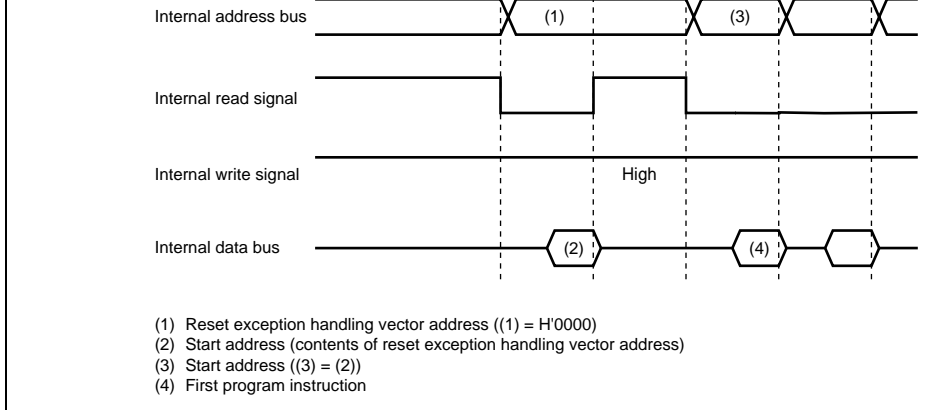 Internal address bus (1) (3)
Internal read signal
Internal write signal High
Internal data bus (2) (4)
(1) Reset exception handling vector address ((1) = H'0000)
(2) Start address (contents of reset exception handling vector address)
(3) Start address ((3) = (2))
(4) First program instruction